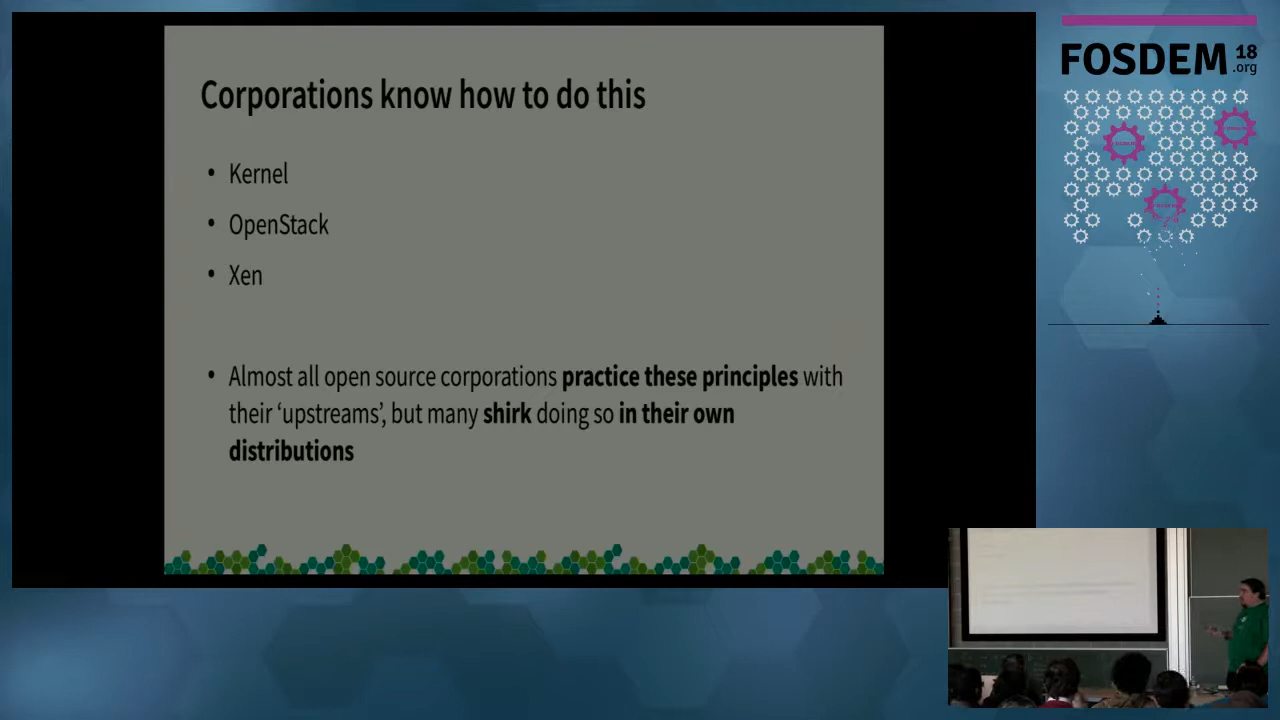 Corporations know how to do this
• Kernel
• OpenStack
• Xen
• Almost all open source corporations practice these principles with
their ‘upstreams’, but many shirk doing so in their own
distributions
FOSDEM 18
.org